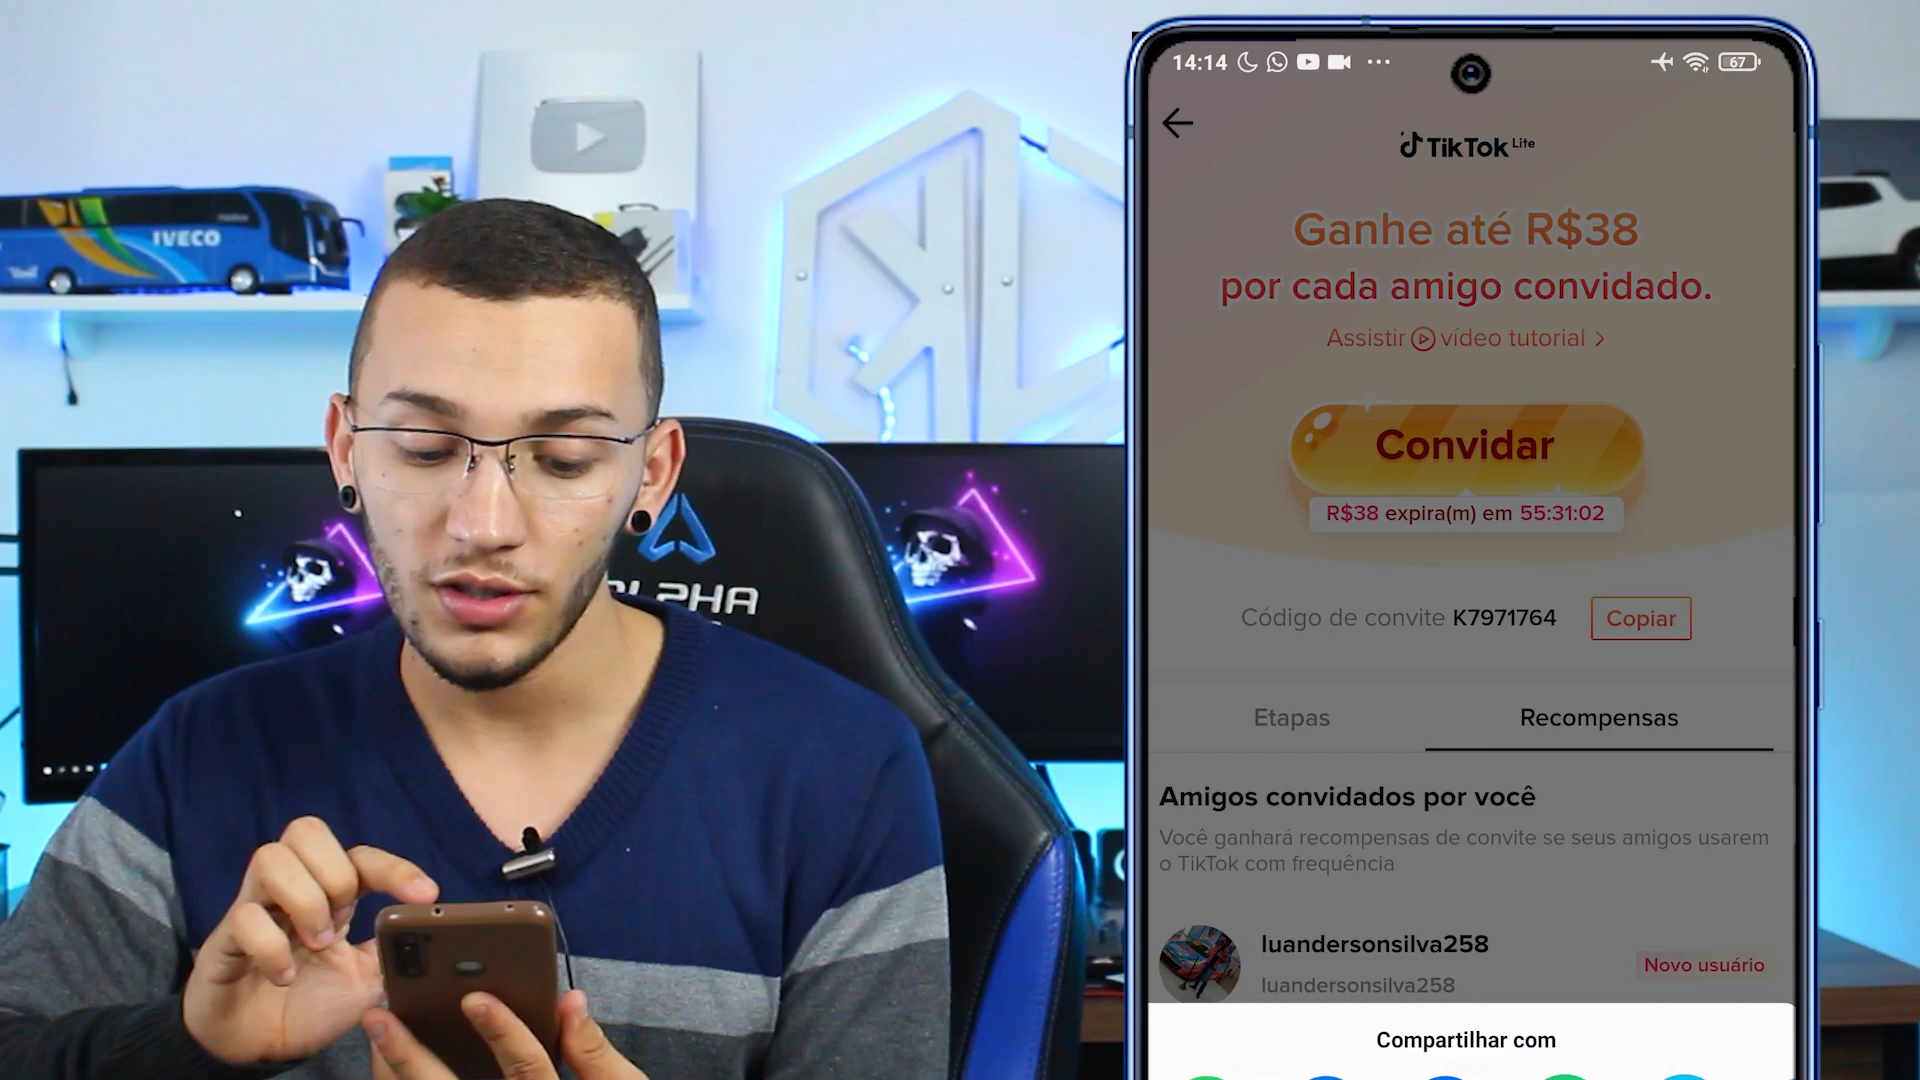 IVECO
ALPHA
14:14
67
TikTok Lite
Ganhe até R$38
por cada amigo convidado.
Assistir vídeo tutorial >
Convidar
R$38 expira(m) em 55:31:02
Código de convite K7971764
Copiar
Etapas
Recompensas
Amigos convidados por você
Você ganhará recompensas de convite se seus amigos usarem
o TikTok com frequência
luandersonsilva258
luandersonsilva258
Novo usuário
Compartilhar com